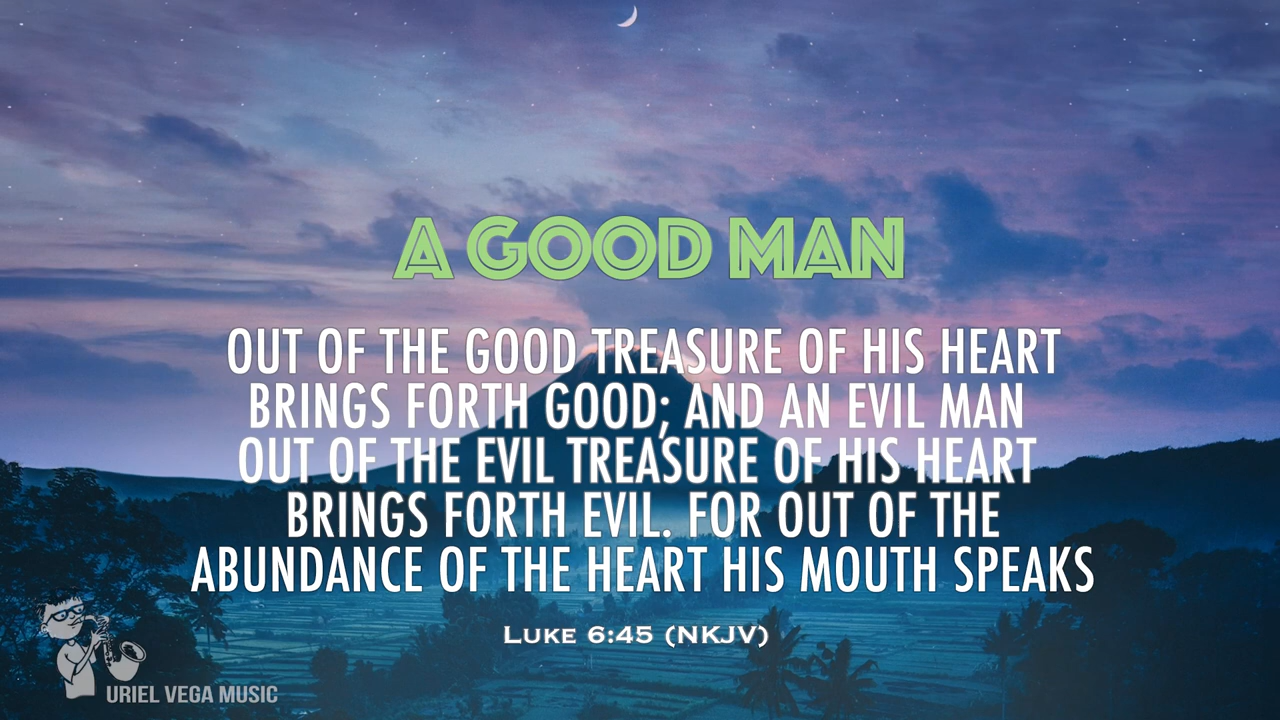 A GOOD MAN
OUT OF THE GOOD TREASURE OF HIS HEART
BRINGS FORTH GOOD; AND AN EVIL MAN
OUT OF THE EVIL TREASURE OF HIS HEART
BRINGS FORTH EVIL. FOR OUT OF THE
ABUNDANCE OF THE HEART HIS MOUTH SPEAKS
Luke 6:45 (NKJV)
URIEL VEGA MUSIC